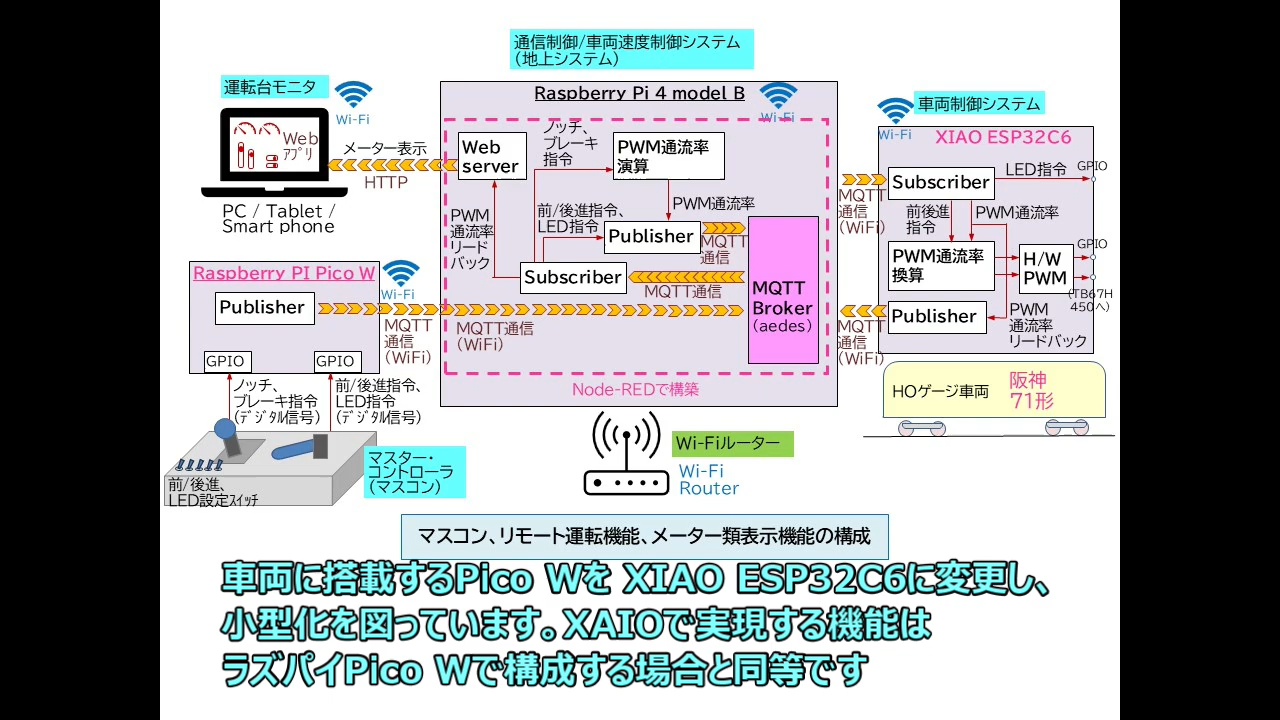 通信制御/車両速度制御システム
(地上システム)
運転台モニタ
Wi-Fi
Web
アプリ
メーター表示
HTTP
PC / Tablet /
Smart phone
Raspberry Pi 4 model B
Wi-Fi
Web
server
ノッチ、
ブレーキ
指令
PWM通流率
演算
PWM
通流率
リード
バック
前/後進指令、
LED指令
PWM通流率
Publisher
MQTT
通信
Subscriber
MQTT通信
MQTT
Broker
(aedes)
MQTT通信
(WiFi)
Node-REDで構築
車両制御システム
Wi-Fi
XIAO ESP32C6
MQTT
通信
(WiFi)
Subscriber
LED指令
GPIO
前後進
指令
PWM通流率
PWM通流率
換算
H/W
PWM
GPIO
(TB67H
450へ)
Publisher
PWM
通流率
リードバック
MQTT
通信
(WiFi)
HOゲージ車両
阪神
71形
Raspberry PI Pico W
Wi-Fi
Publisher
MQTT
通信
(WiFi)
GPIO
GPIO
ノッチ、
ブレーキ指令
(デジタル信号)
前/後進指令、
LED指令
(デジタル信号)
前/後進、
LED設定スイッチ
マスター・
コントローラ
(マスコン)
Wi-Fiルーター
Wi-Fi
Router
マスコン、リモート運転機能、メーター類表示機能の構成
車両に搭載するPico Wを XIAO ESP32C6に変更し、
小型化を図っています。XAIOで実現する機能は
ラズパイPico Wで構成する場合と同等です